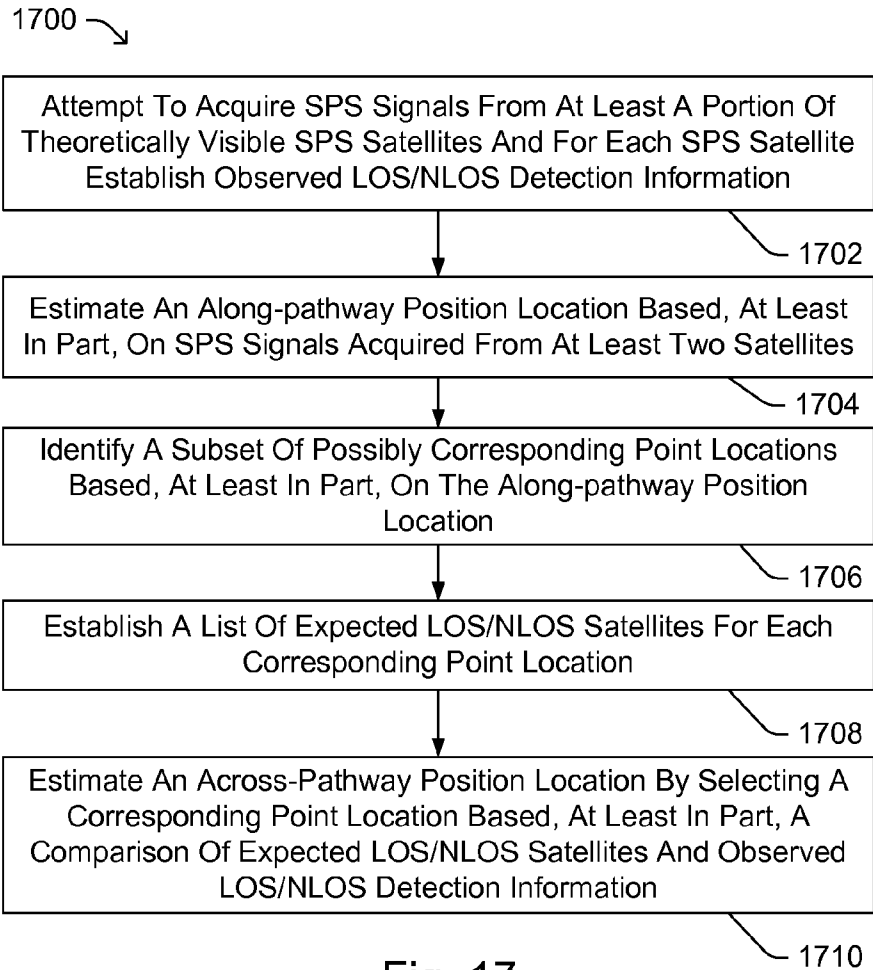 1700
Attempt To Acquire SPS Signals From At Least A Portion Of
Theoretically Visible SPS Satellites And For Each SPS Satellite
Establish Observed LOS/NLOS Detection Information
1702
Estimate An Along-pathway Position Location Based, At Least
In Part, On SPS Signals Acquired From At Least Two Satellites
1704
Identify A Subset Of Possibly Corresponding Point Locations
Based, At Least In Part, On The Along-pathway Position
Location
1706
Establish A List Of Expected LOS/NLOS Satellites For Each
Corresponding Point Location
1708
Estimate An Across-Pathway Position Location By Selecting A
Corresponding Point Location Based, At Least In Part, A
Comparison Of Expected LOS/NLOS Satellites And Observed
LOS/NLOS Detection Information
1710
Fig. 17